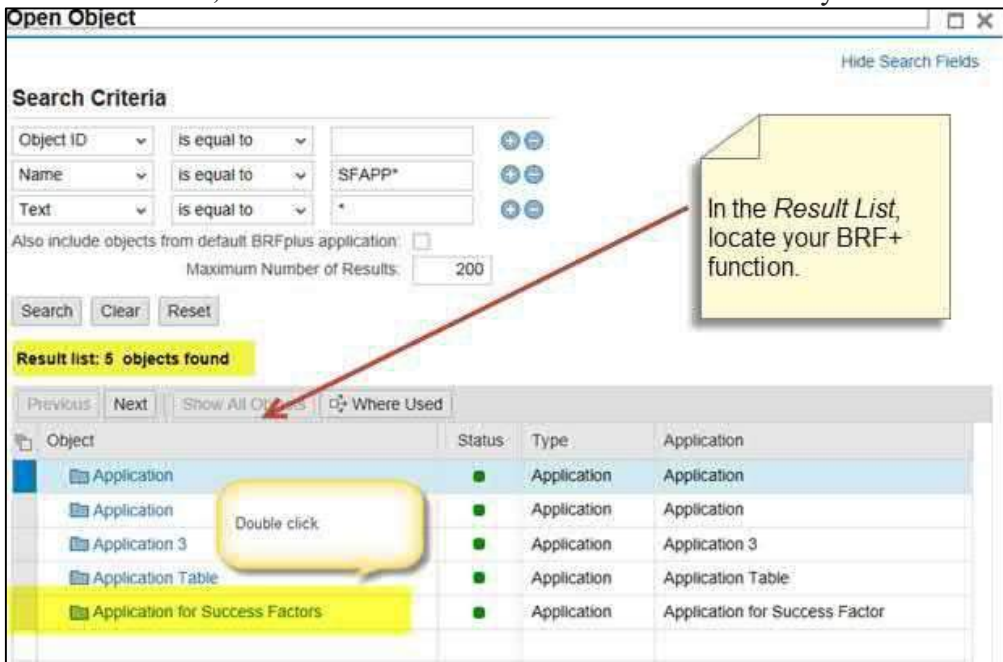 Open Object
Hide Search Fields
Search Criteria
Object ID is equal to
Name is equal to SFAPP*
Text is equal to *
Also include objects from default BRFplus application:
Maximum Number of Results: 200
Search Clear Reset
In the Result List,
locate your BRF+
function.
Result list: 5 objects found
Previous Next Show All Objects Where Used
Object Status Type Application
Application Application Application
Application Application Application
Double click
Application 3 Application Application 3
Application Table Application Application Table
Application for Success Factors Application Application for Success Factor